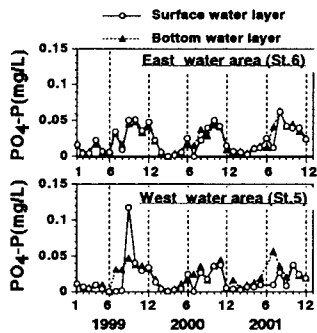 Surface water layer
Bottom water layer
PO4-P(mg/L)
0.15
0.1
0.05
0
East water area (St.6)
1 6 12 6 12 6 12
PO4-P(mg/L)
0.15
0.1
0.05
0
West water area (St.5)
1 6 12 6 12 6 12
1999 2000 2001